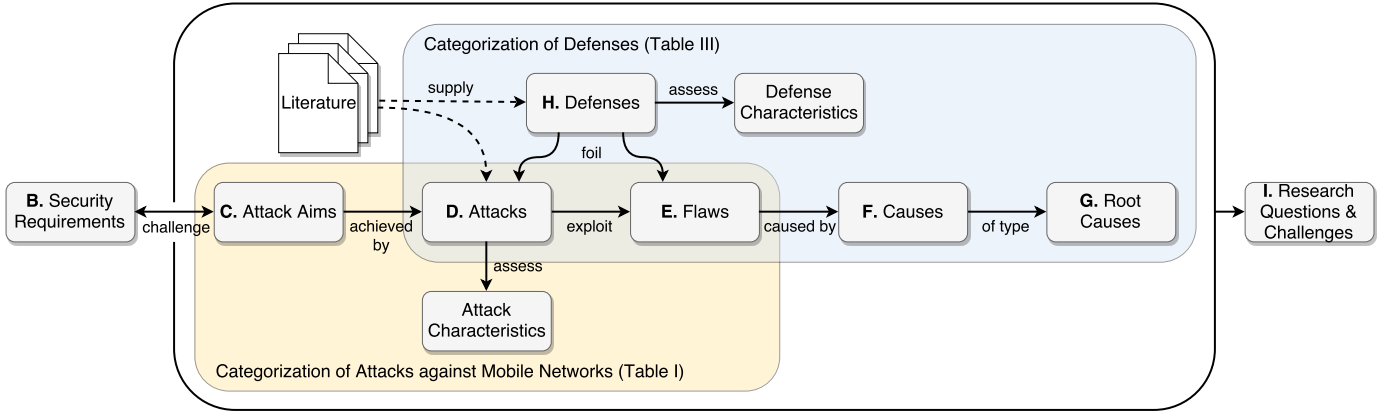 Categorization of Defenses (Table III)
Literature
supply
H. Defenses
assess
Defense
Characteristics
foil
B. Security
Requirements
challenge
C. Attack Aims
achieved
by
D. Attacks
exploit
E. Flaws
caused by
F. Causes
of type
G. Root
Causes
I. Research
Questions &
Challenges
assess
Attack
Characteristics
Categorization of Attacks against Mobile Networks (Table I)